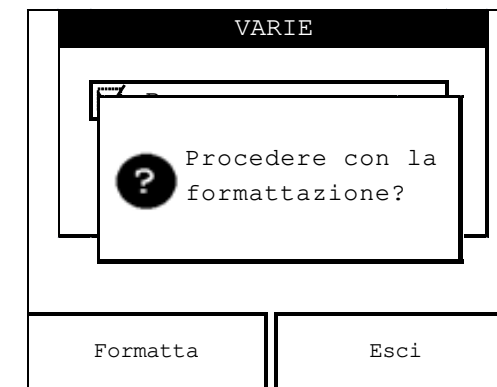 VARIE
?
Procedere con la
formattazione?
Formatta
Esci